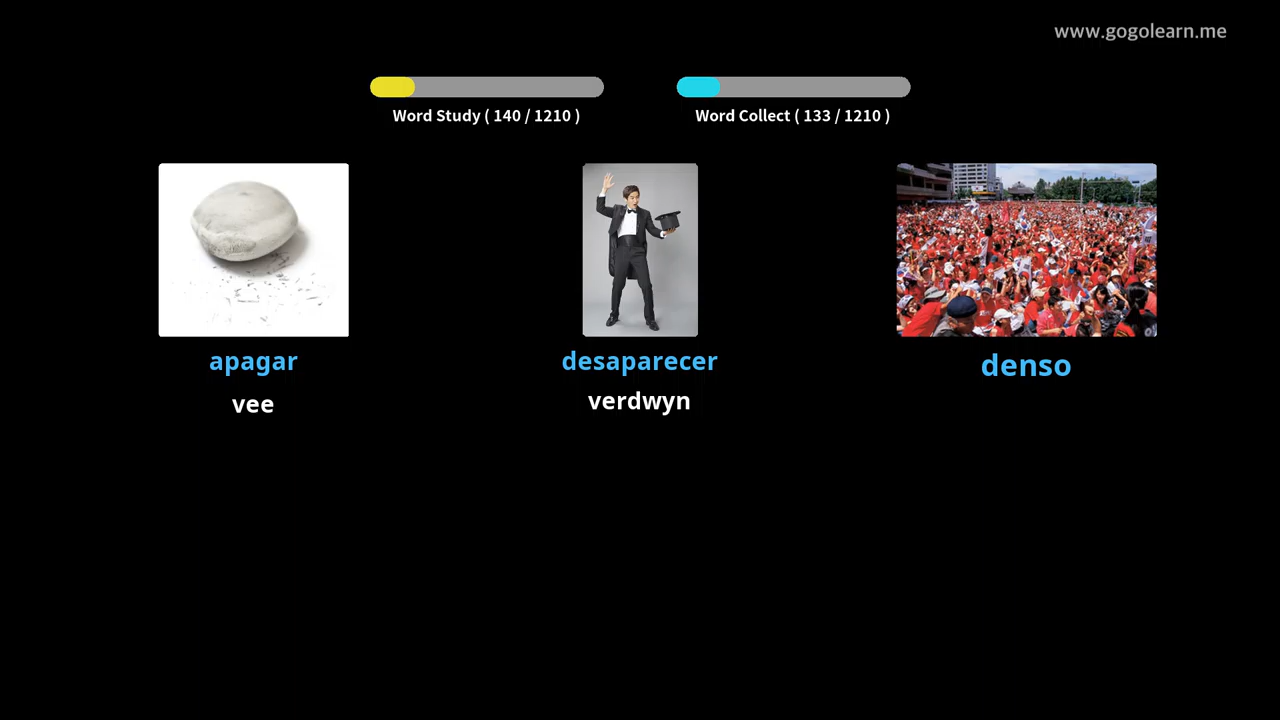 www.gogolearn.me
Word Study ( 140 / 1210 )
Word Collect ( 133 / 1210 )
apagar
vee
desaparecer
verdwyn
denso